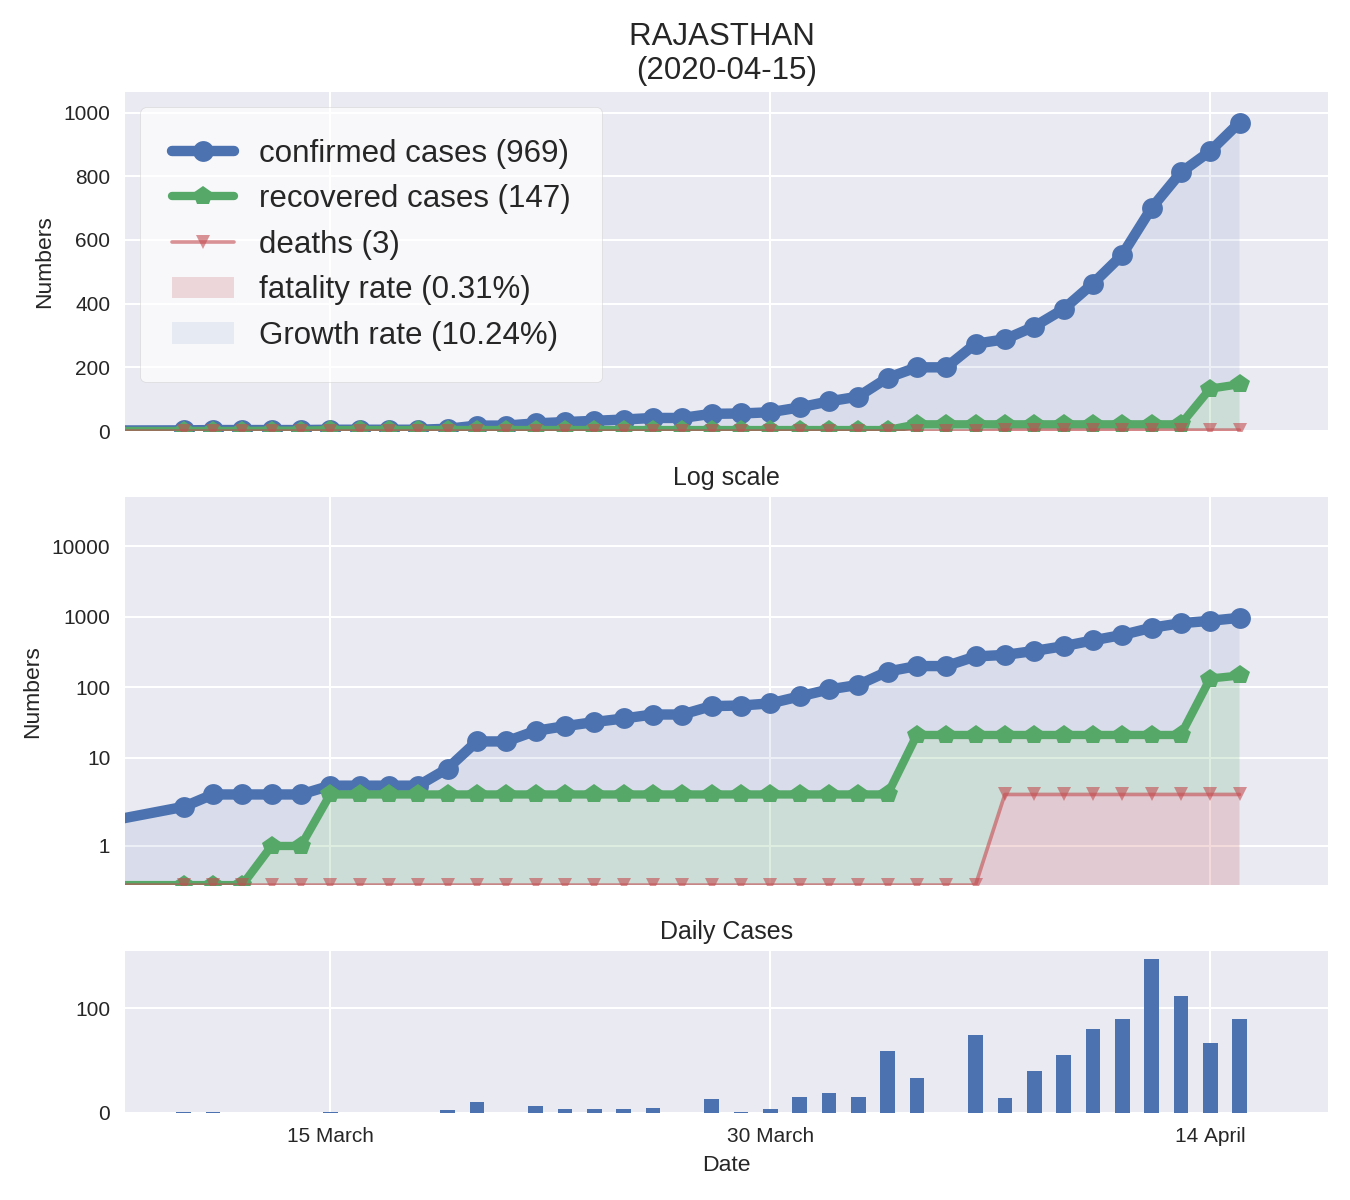 RAJASTHAN
(2020-04-15)
1000
800
600
400
200
0
Numbers
confirmed cases (969)
recovered cases (147)
deaths (3)
fatality rate (0.31%)
Growth rate (10.24%)
Log scale
10000
1000
100
10
1
Numbers
Daily Cases
100
0
15 March
30 March
14 April
Date